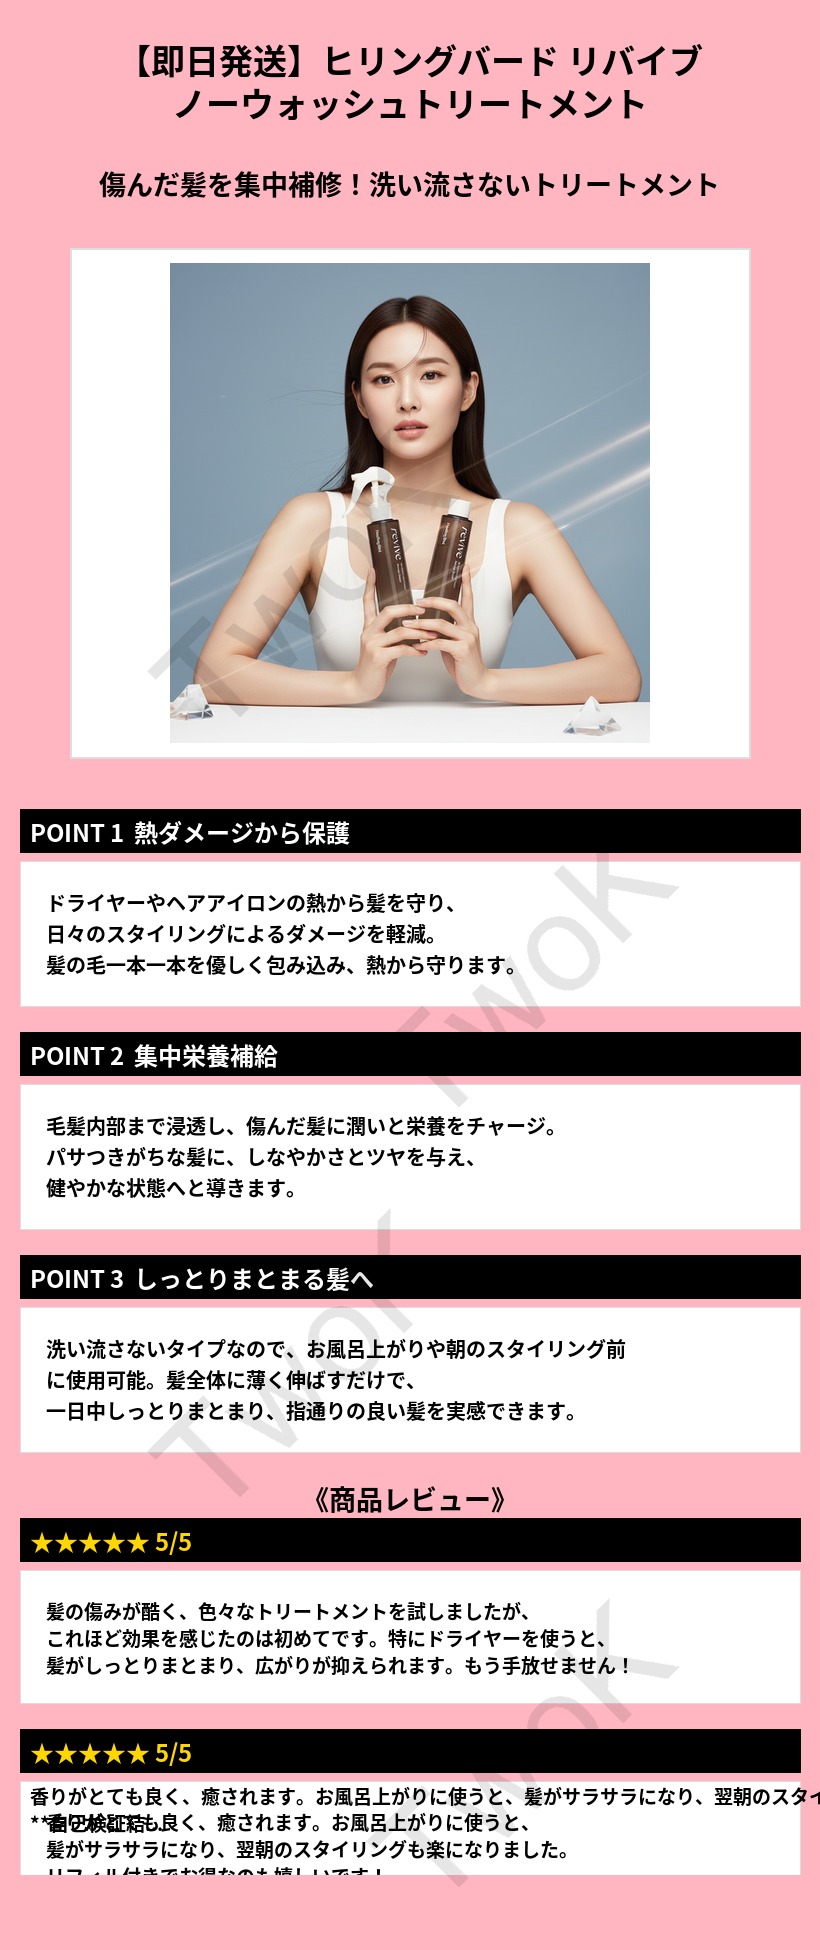 【即日発送】ヒリングバード リバイブ
ノーウォッシュトリートメント
傷んだ髪を集中補修！洗い流さないトリートメント
revive
revive
TwoK
POINT 1 熱ダメージから保護
ドライヤーやヘアアイロンの熱から髪を守り、
日々のスタイリングによるダメージを軽減。
髪の毛一本一本を優しく包み込み、熱から守ります。
TwoK
POINT 2 集中栄養補給
毛髪内部まで浸透し、傷んだ髪に潤いと栄養をチャージ。
パサつきがちな髪に、しなやかさとツヤを与え、
健やかな状態へと導きます。
POINT 3 しっとりまとまる髪へ
洗い流さないタイプなので、お風呂上がりや朝のスタイリング前
に使用可能。髪全体に薄く伸ばすだけで、
一日中しっとりまとまり、指通りの良い髪を実感できます。
TwoK
《商品レビュー》
★★★★★ 5/5
髪の傷みが酷く、色々なトリートメントを試しましたが、
これほど効果を感じたのは初めてです。特にドライヤーを使うと、
髪がしっとりまとまり、広がりが抑えられます。もう手放せません！
TwoK
★★★★★ 5/5
香りがとても良く、癒されます。お風呂上がりに使うと、髪がサラサラになり、翌朝のスタイ
香りがとても良く、癒されます。お風呂上がりに使うと、
髪がサラサラになり、翌朝のスタイリングも楽になりました。
リフィル付きでお得なのも嬉しいです！